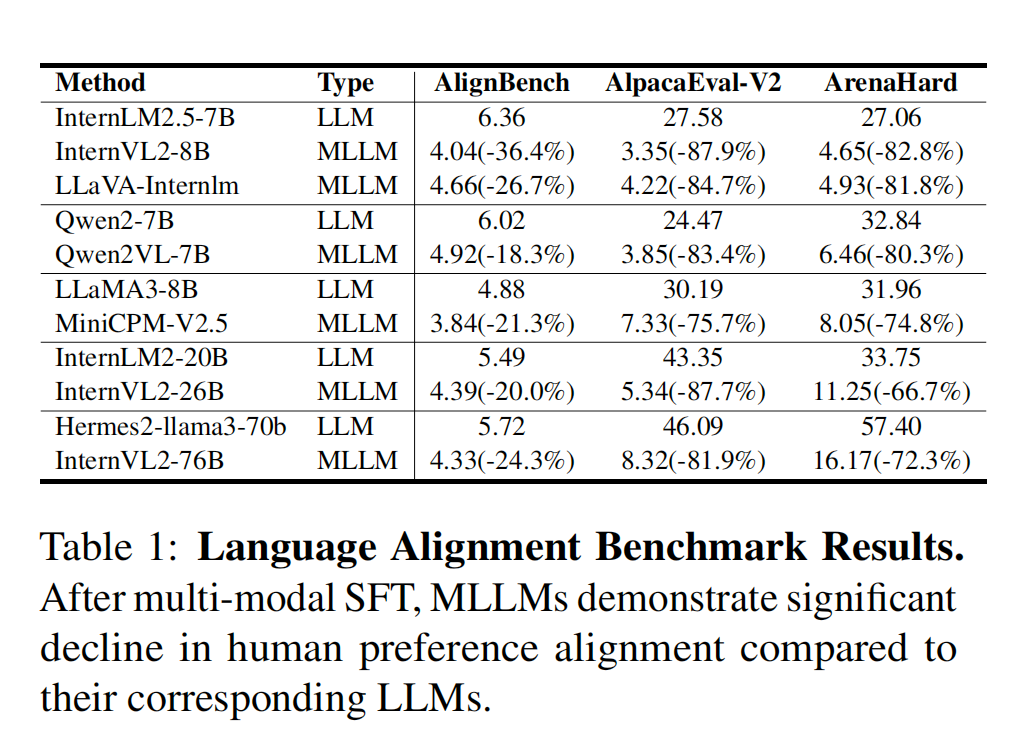 Method Type AlignBench AlpacaEval-V2 ArenaHard
InternLM2.5-7B LLM 6.36 27.58 27.06
InternVL2-8B MLLM 4.04(-36.4%) 3.35(-87.9%) 4.65(-82.8%)
LLaVA-Internlm MLLM 4.66(-26.7%) 4.22(-84.7%) 4.93(-81.8%)
Qwen2-7B LLM 6.02 24.47 32.84
Qwen2VL-7B MLLM 4.92(-18.3%) 3.85(-83.4%) 6.46(-80.3%)
LLaMA3-8B LLM 4.88 30.19 31.96
MiniCPM-V2.5 MLLM 3.84(-21.3%) 7.33(-75.7%) 8.05(-74.8%)
InternLM2-20B LLM 5.49 43.35 33.75
InternVL2-26B MLLM 4.39(-20.0%) 5.34(-87.7%) 11.25(-66.7%)
Hermes2-llama3-70b LLM 5.72 46.09 57.40
InternVL2-76B MLLM 4.33(-24.3%) 8.32(-81.9%) 16.17(-72.3%)
Table 1: Language Alignment Benchmark Results.
After multi-modal SFT, MLLMs demonstrate significant
decline in human preference alignment compared to
their corresponding LLMs.